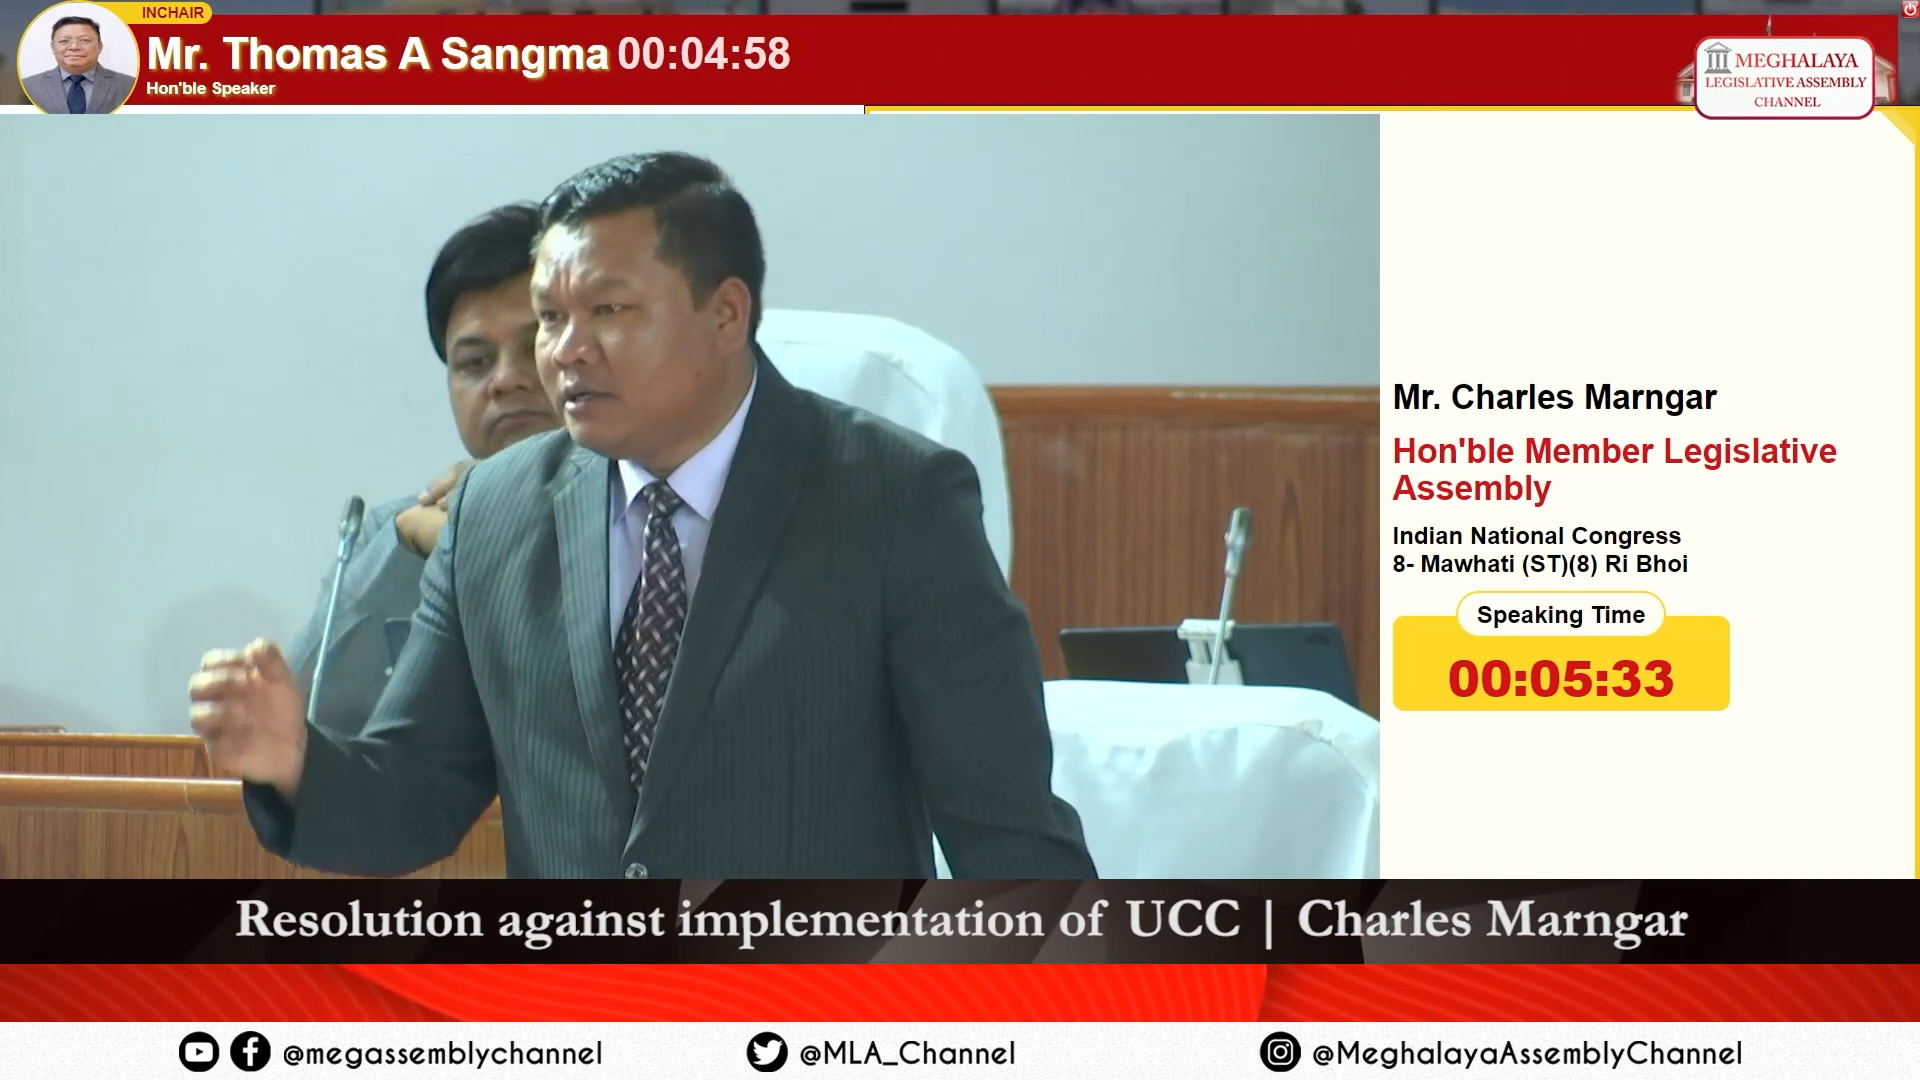 INCHAIR
Mr. Thomas A Sangma 00:04:58
Hon'ble Speaker
MEGHALAYA
LEGISLATIVE ASSEMBLY
CHANNEL
Mr. Charles Marngar
Hon'ble Member Legislative
Assembly
Indian National Congress
8- Mawhati (ST)(8) Ri Bhoi
Speaking Time
00:05:33
Resolution against implementation of UCC | Charles Marngar
@megassemblychannel
@MLA_Channel
@MeghalayaAssemblyChannel